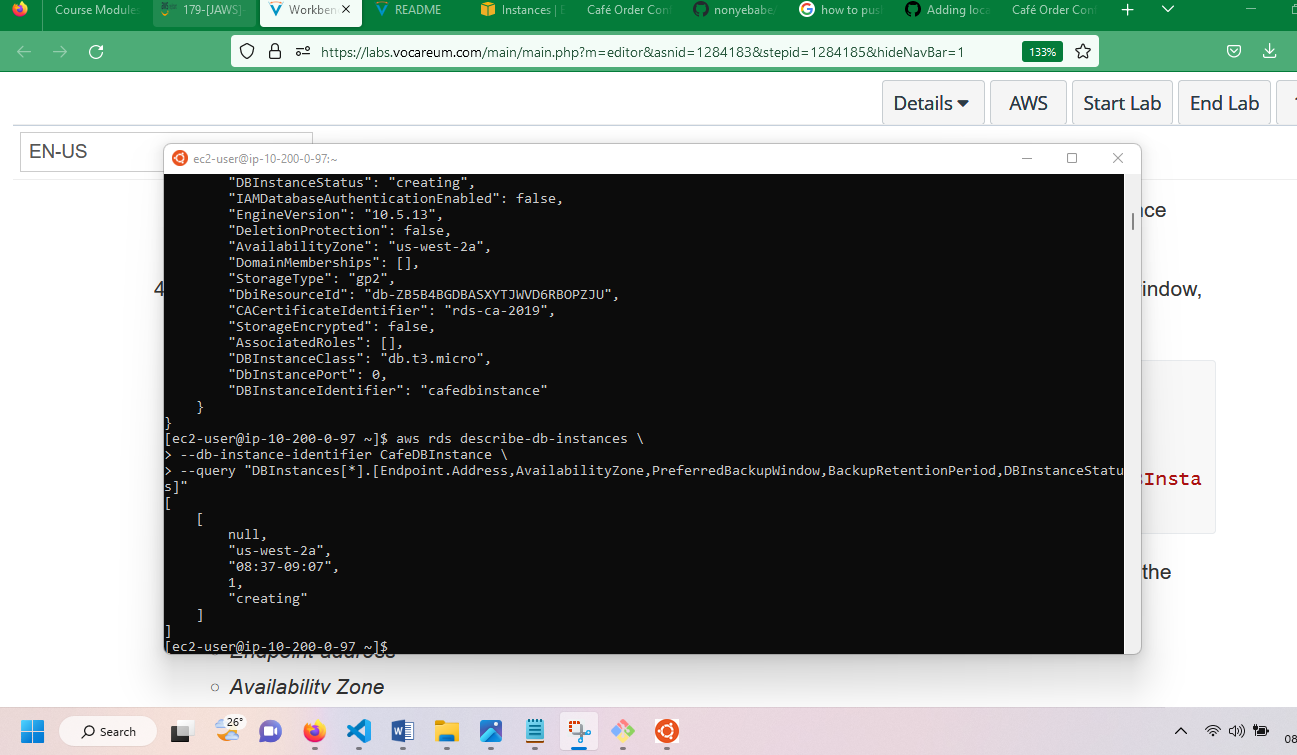 Course Module
179-[JAWS]-
Workben
README
Instances | E
Café Order Con
nonyebabe/
how to pus
Adding loca
Café Order Con
https://labs.vocareum.com/main/main.php?m=editor&asnid=1284183&stepid=1284185&hideNavBar=1
133%
Details
AWS
Start Lab
End Lab
EN-US
ec2-user@ip-10-200-0-97:~
"DBInstanceStatus": "creating",
"IAMDatabaseAuthenticationEnabled": false,
"EngineVersion": "10.5.13",
"DeletionProtection": false,
"AvailabilityZone": "us-west-2a",
"DomainMemberships": [],
"StorageType": "gp2",
"DbiResourceId": "db-ZB5B4BGDBASXYTJWVD6RBOPZJU",
"CACertificateIdentifier": "rds-ca-2019",
"StorageEncrypted": false,
"AssociatedRoles": [],
"DBInstanceClass": "db.t3.micro",
"DbInstancePort": 0,
"DBInstanceIdentifier": "cafedbinstance"
}
}
[ec2-user@ip-10-200-0-97 ~]$ aws rds describe-db-instances \
> --db-instance-identifier CafeDBInstance \
> --query "DBInstances[*].[Endpoint.Address,AvailabilityZone,PreferredBackupWindow,BackupRetentionPeriod,DBInstanceStatu
s]"
[
[
null,
"us-west-2a",
"08:37-09:07",
1,
"creating"
]
]
[ec2-user@ip-10-200-0-97 ~]$
nce
4
indow,
Insta
the
Endpoint address
Availability Zone
26°
Search
08